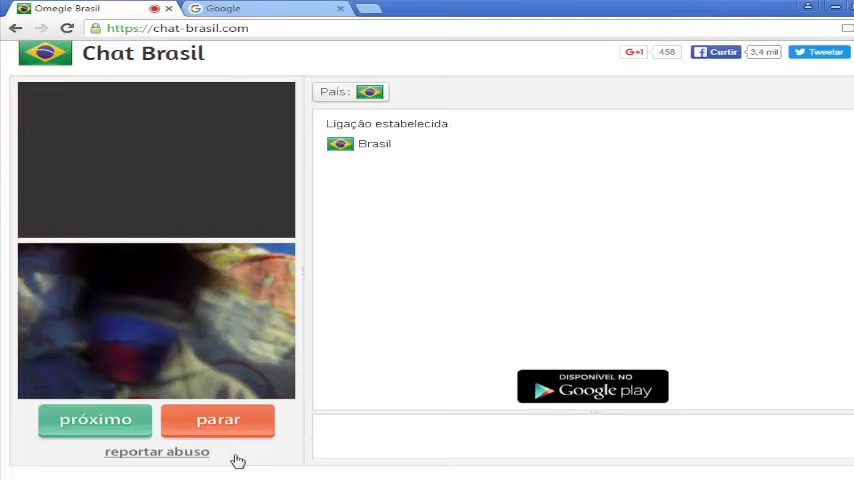 Omegle Brasil
Google
https://chat-brasil.com
Chat Brasil
G+1 458 Curtir 3,4 mil Tweetar
País:
Ligação estabelecida.
Brasil
DISPONÍVEL NO
Google play
próximo parar
reportar abuso